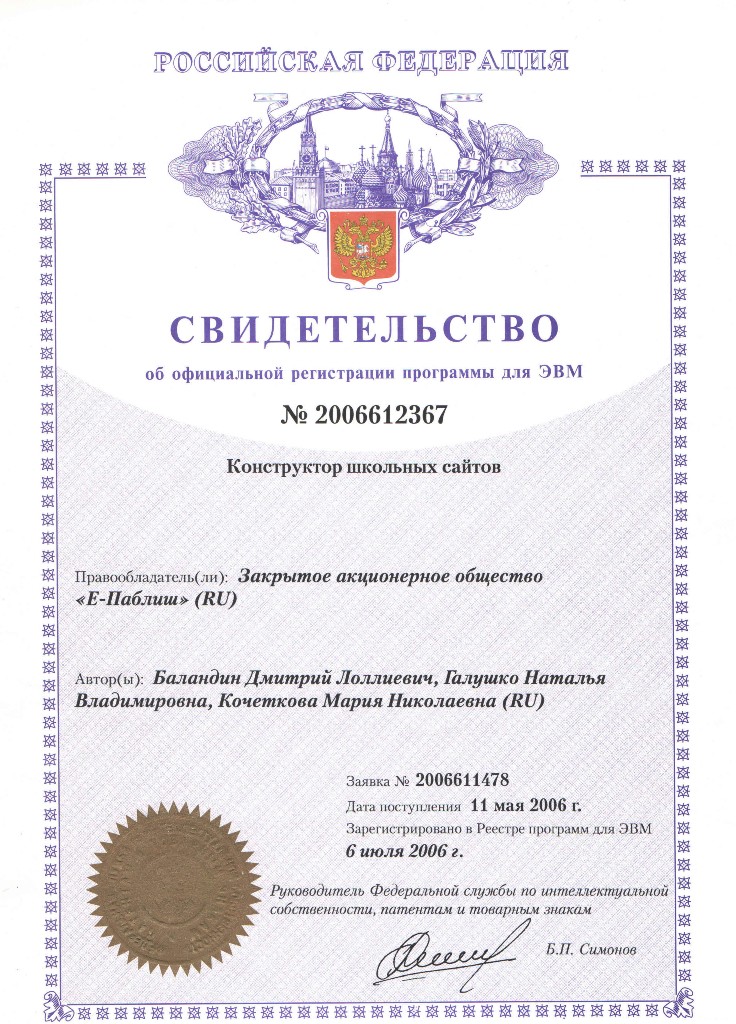 РОССИЙСКАЯ ФЕДЕРАЦИЯ
СВИДЕТЕЛЬСТВО
об официальной регистрации программы для ЭВМ
№ 2006612367
Конструктор школьных сайтов
Правообладатель(ли): Закрытое акционерное общество
«Е-Паблиш» (RU)
Автор(ы): Баландин Дмитрий Лоллиевич, Галушко Наталья
Владимировна, Кочеткова Мария Николаевна (RU)
Заявка № 2006611478
Дата поступления 11 мая 2006 г.
Зарегистрировано в Реестре программ для ЭВМ
6 июля 2006 г.
Руководитель Федеральной службы по интеллектуальной
собственности, патентам и товарным знакам
Б.П. Симонов